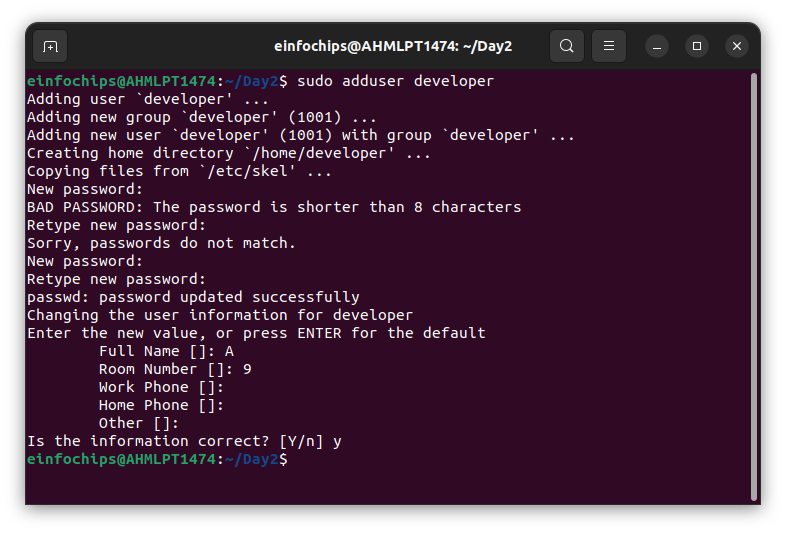 einfochips@AHMLPT1474: ~/Day2
einfochips@AHMLPT1474:~/Day2$ sudo adduser developer
Adding user `developer' ...
Adding new group `developer' (1001) ...
Adding new user `developer' (1001) with group `developer' ...
Creating home directory `/home/developer' ...
Copying files from `/etc/skel' ...
New password:
BAD PASSWORD: The password is shorter than 8 characters
Retype new password:
Sorry, passwords do not match.
New password:
Retype new password:
passwd: password updated successfully
Changing the user information for developer
Enter the new value, or press ENTER for the default
        Full Name []: A
        Room Number []: 9
        Work Phone []:
        Home Phone []:
        Other []:
Is the information correct? [Y/n] y
einfochips@AHMLPT1474:~/Day2$